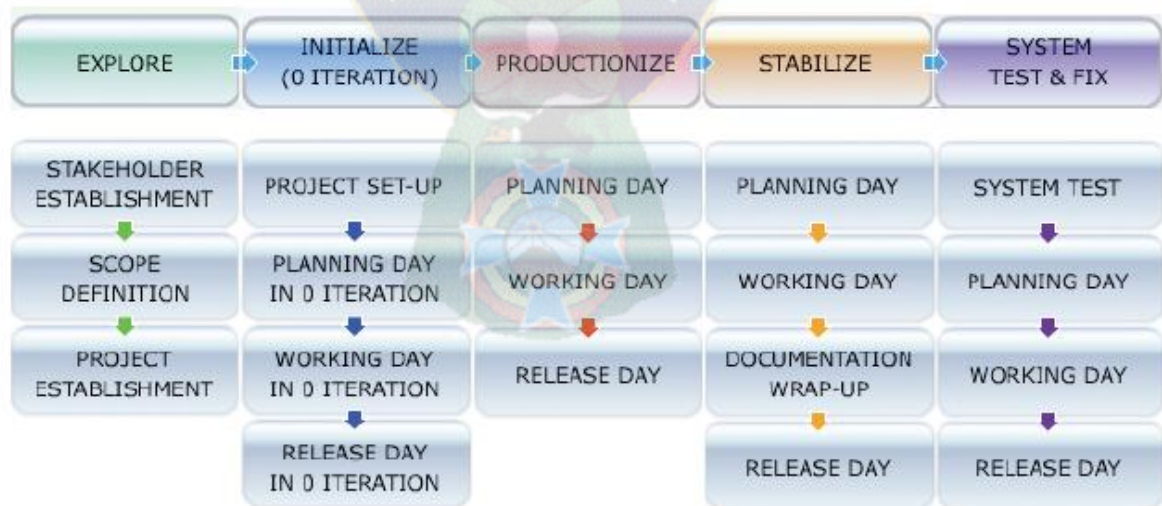 EXPLORE
INITIALIZE
(0 ITERATION)
PRODUCTIONIZE
STABILIZE
SYSTEM
TEST & FIX
STAKEHOLDER
ESTABLISHMENT
SCOPE
DEFINITION
PROJECT
ESTABLISHMENT
PROJECT SET-UP
PLANNING DAY
IN 0 ITERATION
WORKING DAY
IN 0 ITERATION
RELEASE DAY
IN 0 ITERATION
PLANNING DAY
WORKING DAY
RELEASE DAY
PLANNING DAY
WORKING DAY
DOCUMENTATION
WRAP-UP
RELEASE DAY
SYSTEM TEST
PLANNING DAY
WORKING DAY
RELEASE DAY